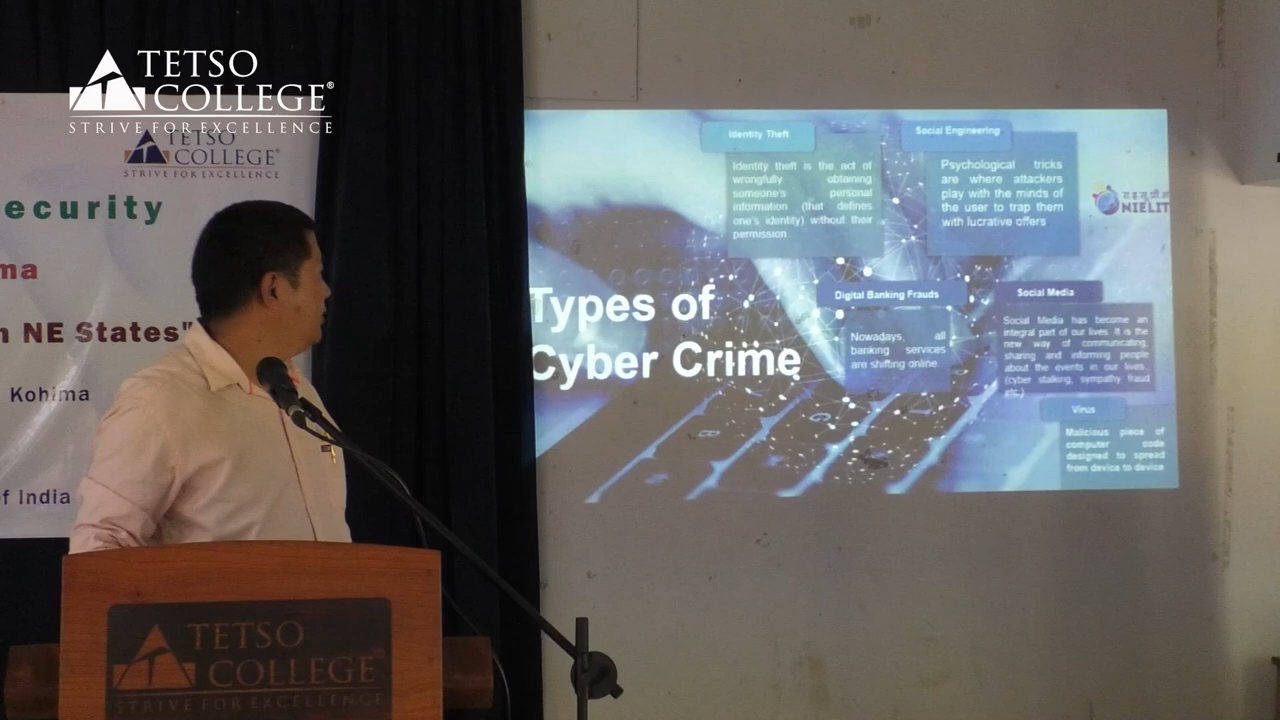 TETSO
COLLEGE®
STRIVE FOR EXCELLENCE
TETSO
COLLEGE®
STRIVE FOR EXCELLENCE
ecurity
ma
n NE States"
Kohima
of India
TETSO
COLLEGE®
STRIVE FOR EXCELLENCE
Types of
Cyber Crime
Identity Theft
Identity theft is the act of
wrongfully obtaining
someone's personal
information (that defines
one's identity) without their
permission.
Social Engineering
Psychological tricks
are where attackers
play with the minds of
the user to trap them
with lucrative offers
NIELIT
Digital Banking Frauds
Nowadays, all
banking services
are shifting online
Social Media
Social Media has become an
integral part of our lives. It is the
new way of communicating,
sharing and informing people
about the events in our lives.
(cyber stalking, sympathy fraud
etc.)
Virus
Malicious piece of
computer code
designed to spread
from device to device